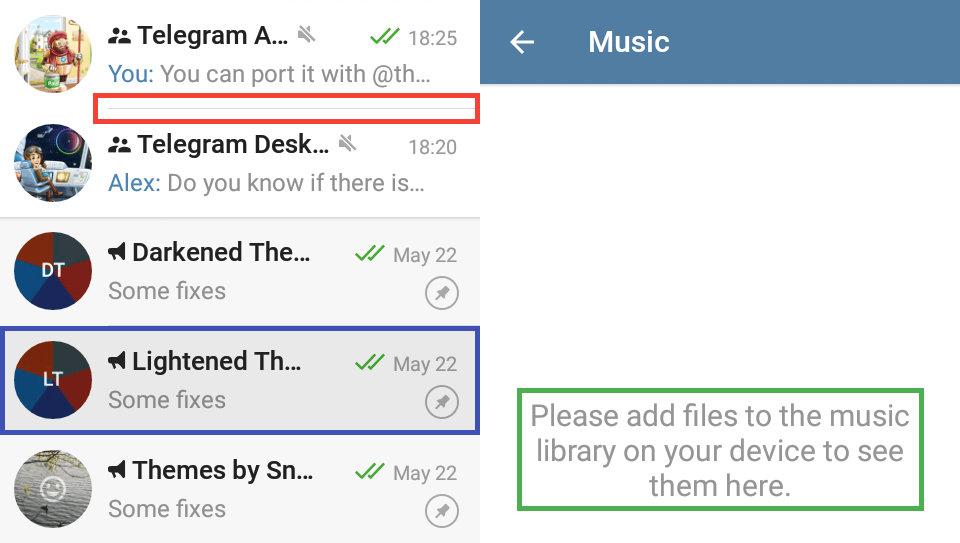 Telegram A...
18:25
You: You can port it with @th...
Telegram Desk...
18:20
Alex: Do you know if there is...
DT
Darkened The...
May 22
Some fixes
LT
Lightened Th...
May 22
Some fixes
Themes by Sn...
May 22
Some fixes
Music
Please add files to the music
library on your device to see
them here.